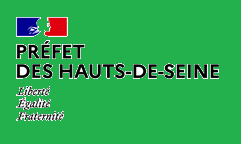 PRÉFET
DES HAUTS-DE-SEINE
Liberté
Égalité
Fraternité